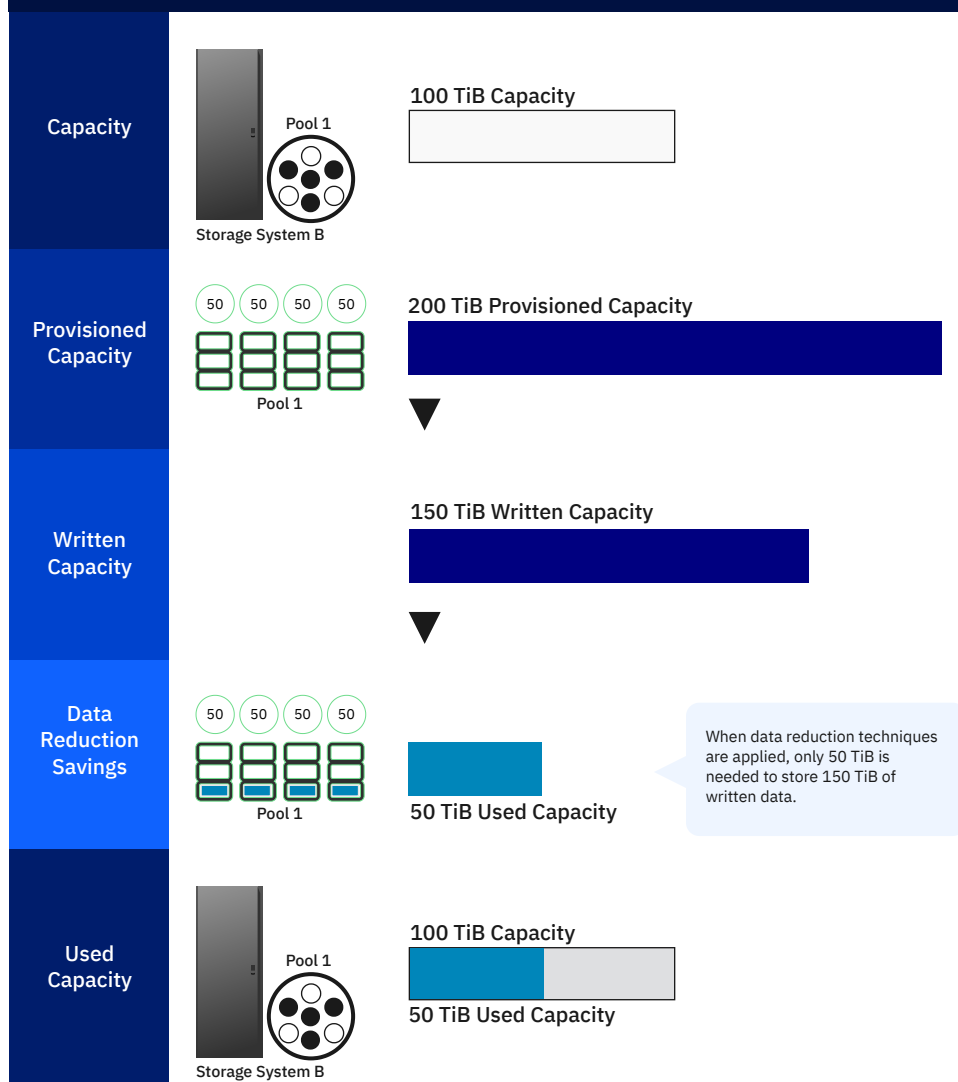 Capacity
Pool 1
Storage System B
100 TiB Capacity
Provisioned
Capacity
50 50 50 50
Pool 1
200 TiB Provisioned Capacity
Written
Capacity
150 TiB Written Capacity
Data
Reduction
Savings
50 50 50 50
Pool 1
50 TiB Used Capacity
When data reduction techniques
are applied, only 50 TiB is
needed to store 150 TiB of
written data.
Used
Capacity
Pool 1
Storage System B
100 TiB Capacity
50 TiB Used Capacity